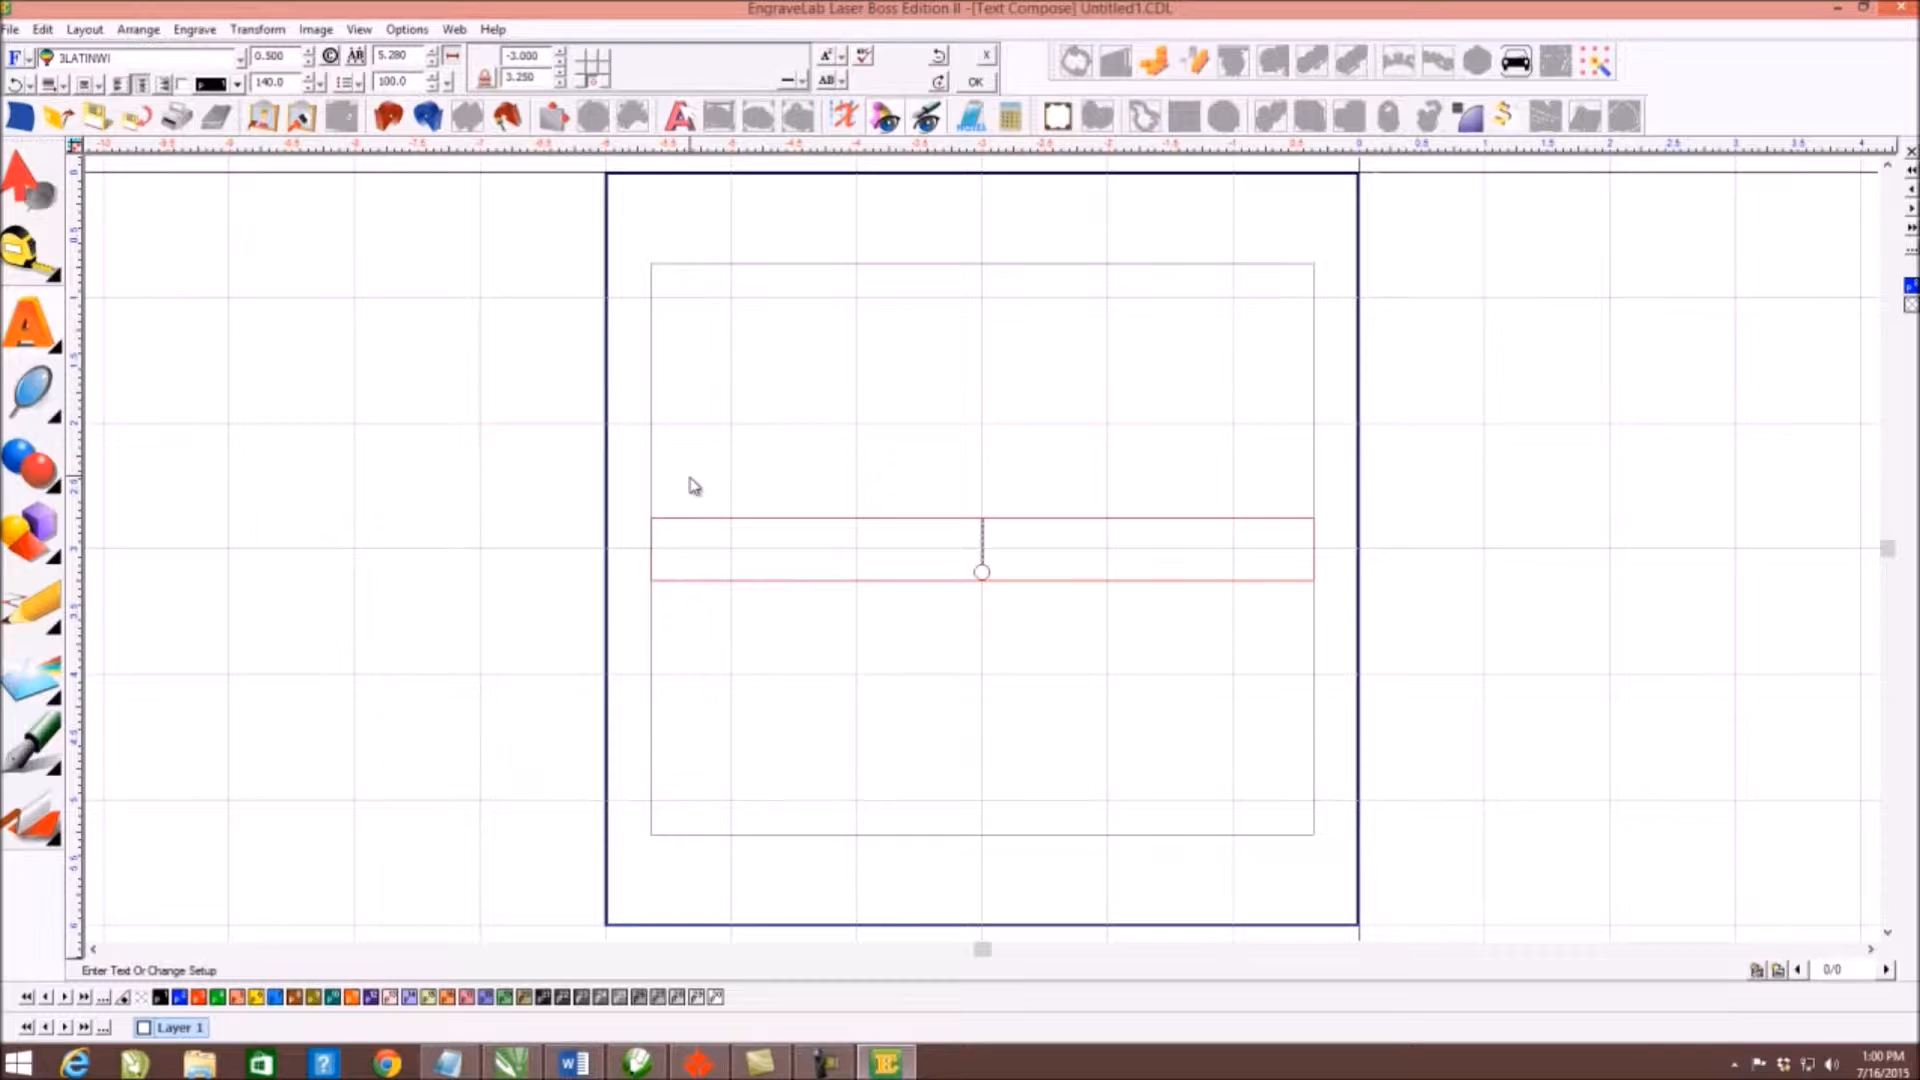 EngraveLab Laser Boss Edition II -[Text Compose] Untitled1.CDL
File Edit Layout Arrange Engrave Transform Image View Options Web Help
F 3LATINWI 0.500 5.280 -3.000 X
140.0 100.0 3.250 AB OK
Enter Text Or Change Setup
0/0
Layer 1
1:00 PM
7/16/2015